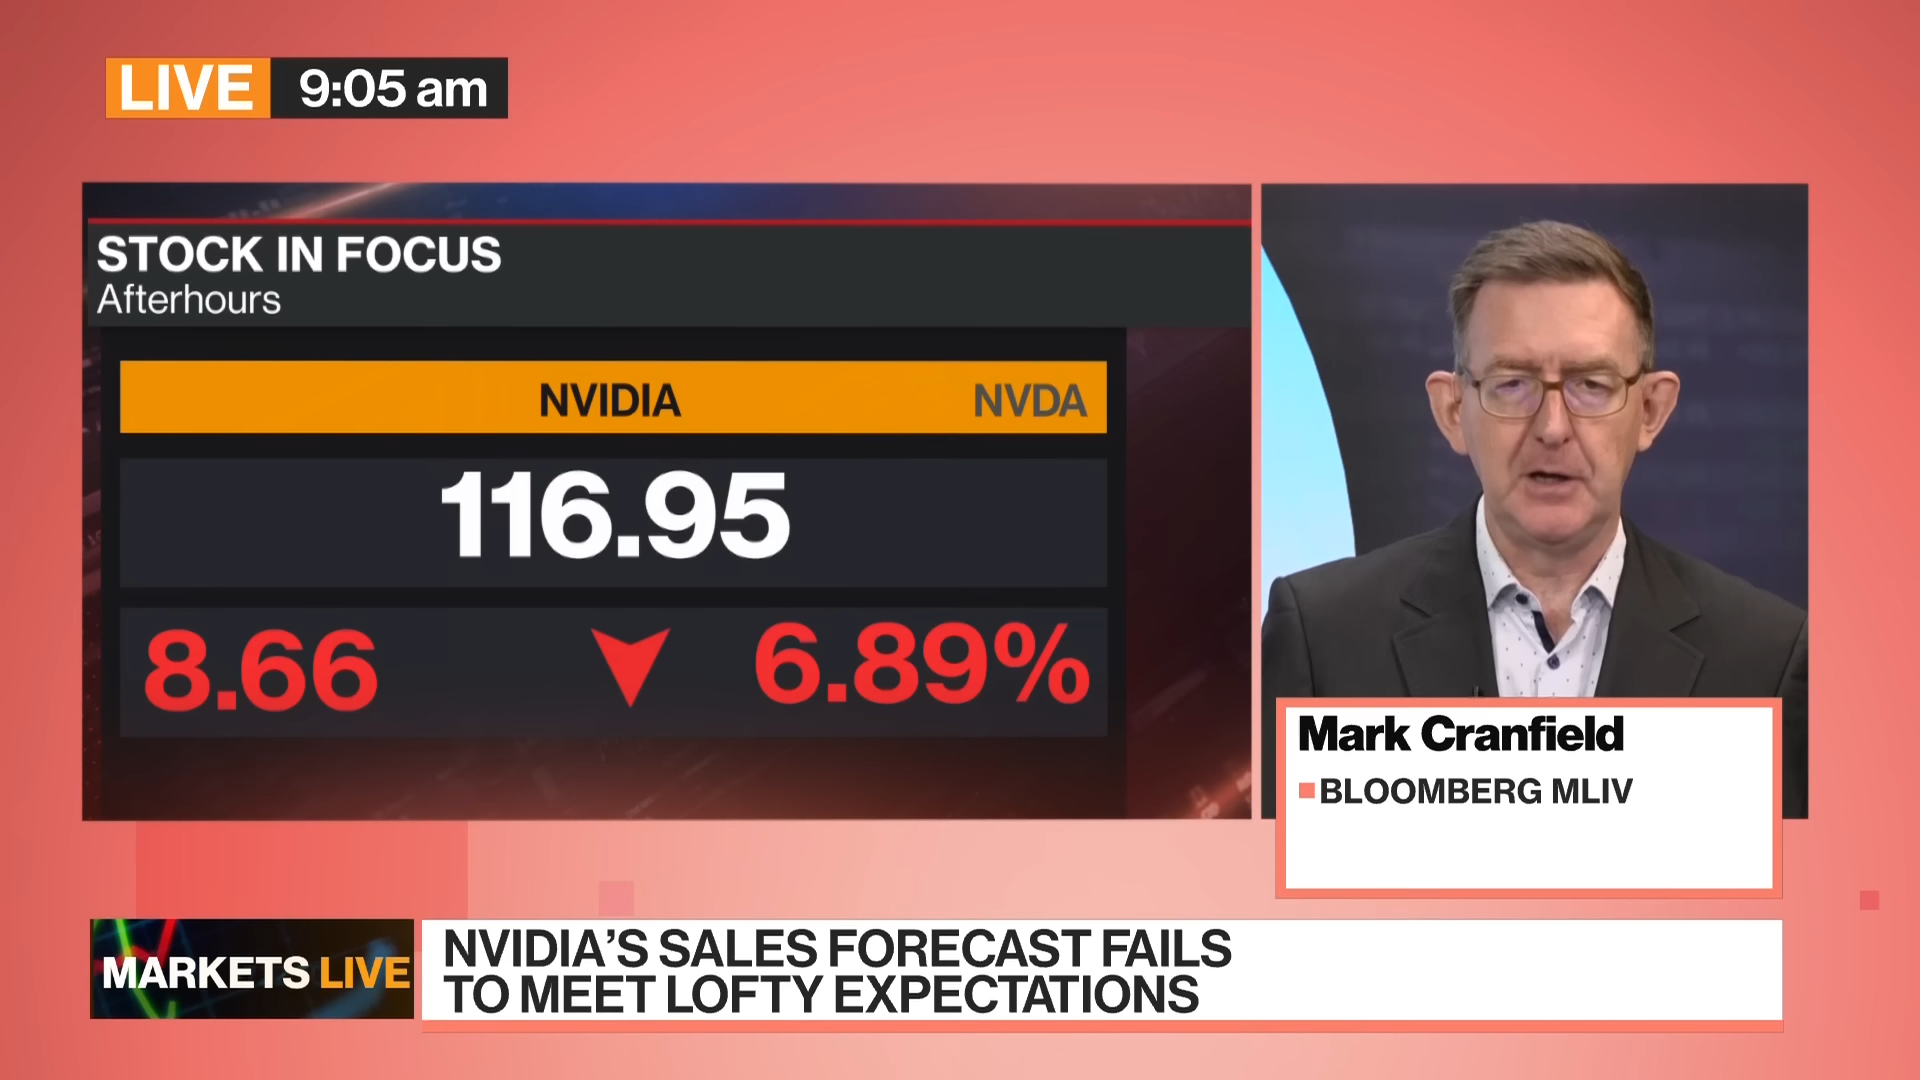 LIVE 9:05 am
STOCK IN FOCUS
Afterhours
NVIDIA NVDA
116.95
8.66 6.89%
Mark Cranfield
BLOOMBERG MLIV
MARKETS LIVE
NVIDIA'S SALES FORECAST FAILS
TO MEET LOFTY EXPECTATIONS